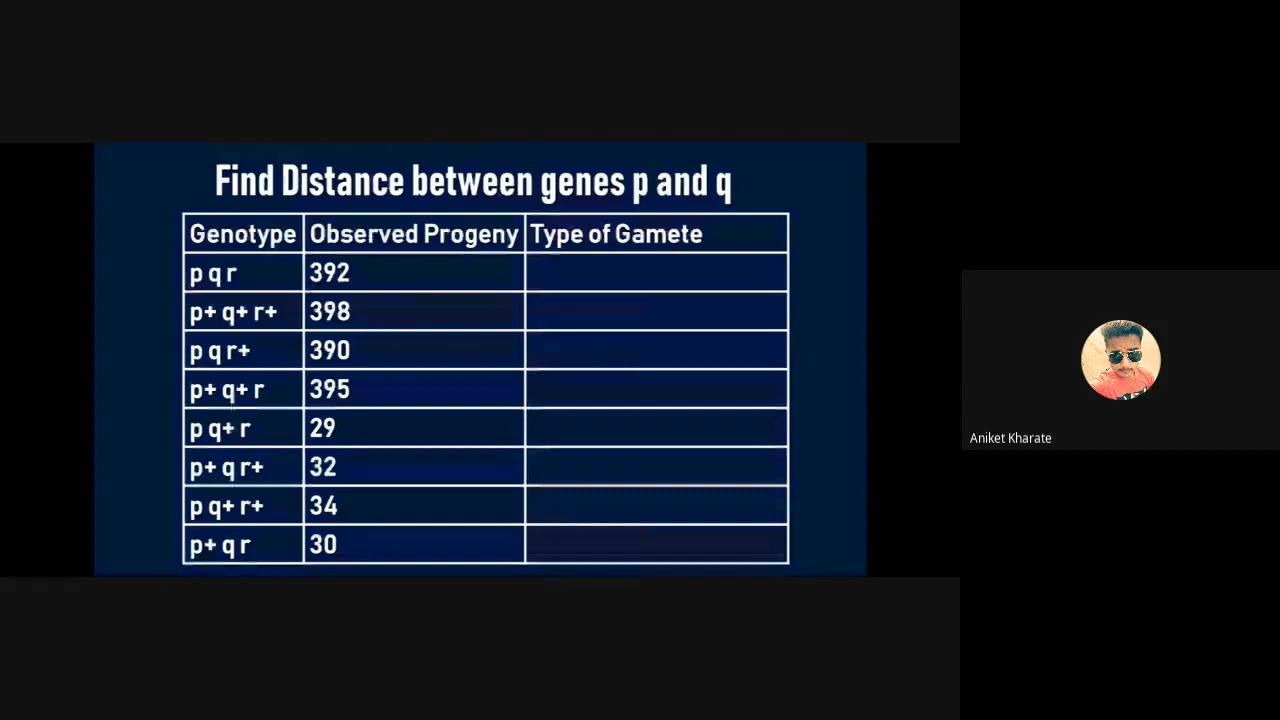 Find Distance between genes p and q
Genotype Observed Progeny Type of Gamete
p q r 392
p+ q+ r+ 398
p q r+ 390
p+ q+ r 395
p q+ r 29
p+ q r+ 32
p q+ r+ 34
p+ q r 30
Aniket Kharate